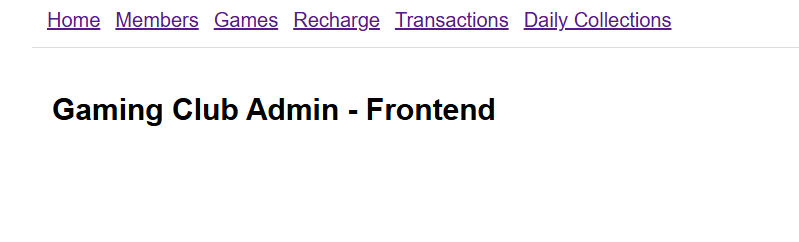 Home Members Games Recharge Transactions Daily Collections
Gaming Club Admin - Frontend